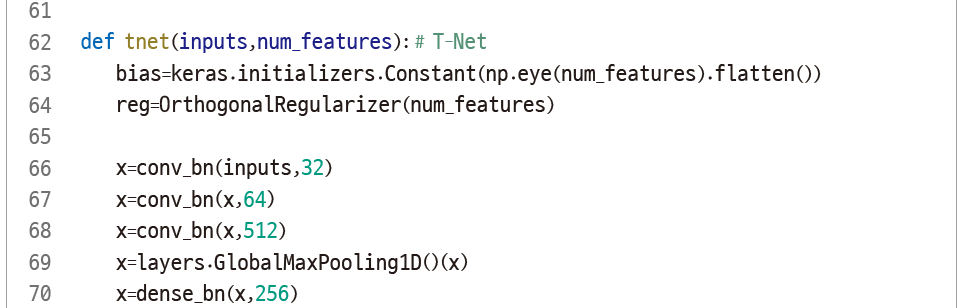 61
62 def tnet(inputs,num_features):# T-Net
63 bias=keras.initializers.Constant(np.eye(num_features).flatten())
64 reg=OrthogonalRegularizer(num_features)
65
66 x=conv_bn(inputs,32)
67 x=conv_bn(x,64)
68 x=conv_bn(x,512)
69 x=layers.GlobalMaxPooling1D()(x)
70 x=dense_bn(x,256)